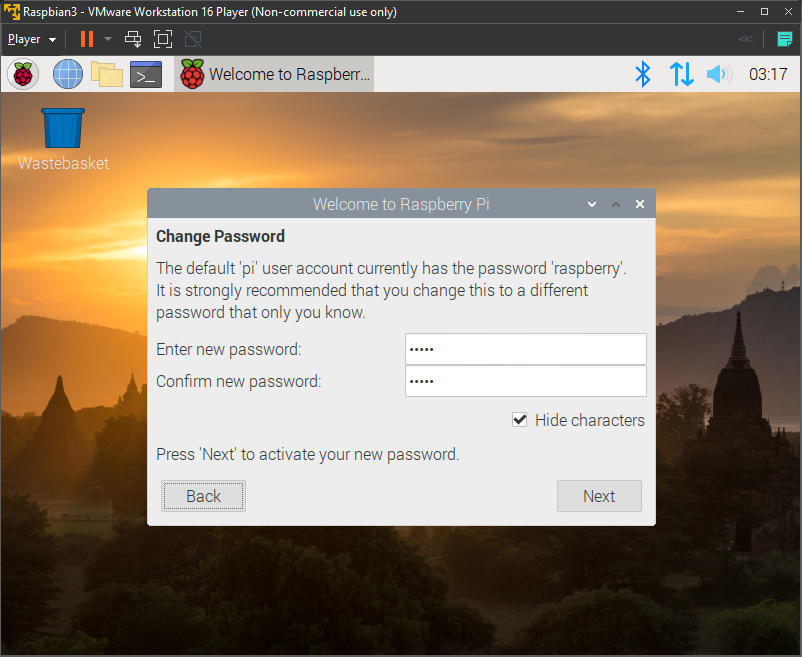 Raspbian3 - VMware Workstation 16 Player (Non-commercial use only)
Player
Welcome to Raspberr...
03:17
Wastebasket
Welcome to Raspberry Pi
Change Password
The default 'pi' user account currently has the password 'raspberry'.
It is strongly recommended that you change this to a different
password that only you know.
Enter new password: •••••
Confirm new password: •••••
Hide characters
Press 'Next' to activate your new password.
Back
Next